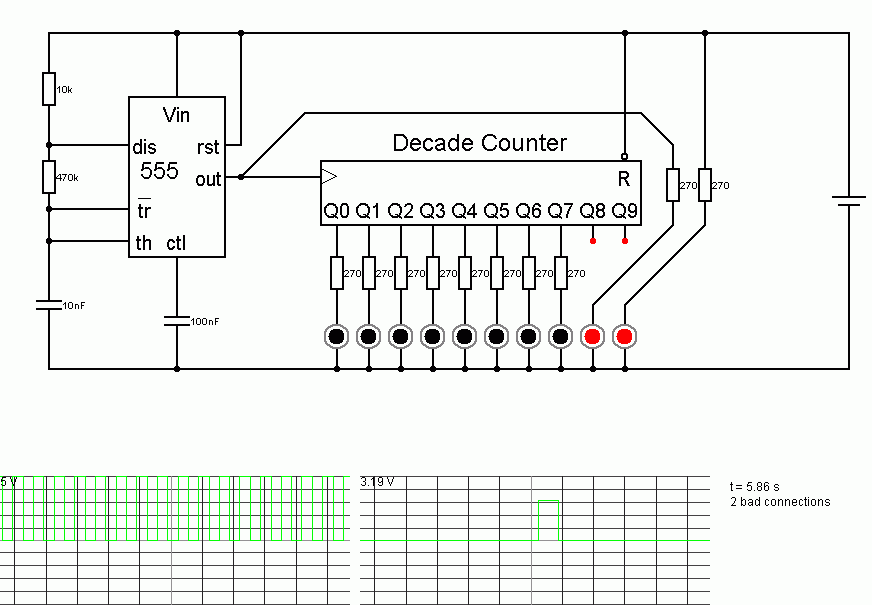 10k
Vin
Decade Counter
dis
rst
555
470k
out
R
270
270
tr
Q0 Q1 Q2 Q3 Q4 Q5 Q6 Q7 Q8 Q9
th ctl
270 270 270 270 270 270 270 270
10nF
100nF
5 V
3.19 V
t = 5.86 s
2 bad connections